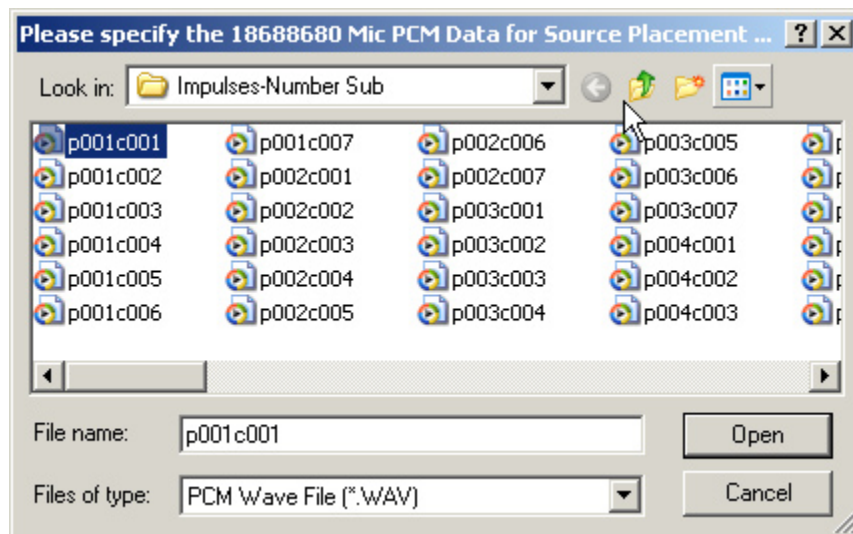 Please specify the 18688680 Mic PCM Data for Source Placement ...
Look in: Impulses-Number Sub
p001c001 p001c007 p002c006 p003c005
p001c002 p002c001 p002c007 p003c006
p001c003 p002c002 p003c001 p003c007
p001c004 p002c003 p003c002 p004c001
p001c005 p002c004 p003c003 p004c002
p001c006 p002c005 p003c004 p004c003
File name: p001c001 Open
Files of type: PCM Wave File (*.WAV) Cancel